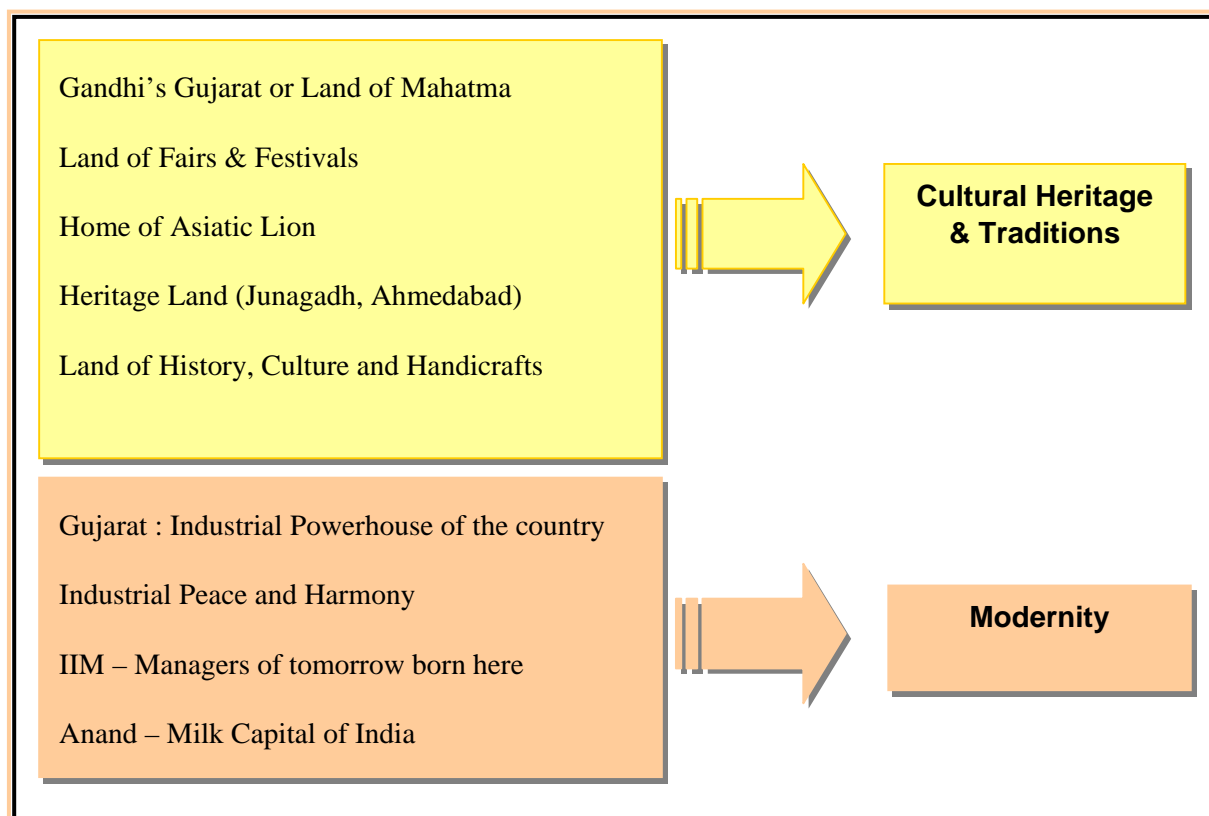 Gandhi’s Gujarat or Land of Mahatma
Land of Fairs & Festivals
Home of Asiatic Lion
Heritage Land (Junagadh, Ahmedabad)
Land of History, Culture and Handicrafts
Cultural Heritage
& Traditions
Gujarat : Industrial Powerhouse of the country
Industrial Peace and Harmony
IIM – Managers of tomorrow born here
Anand – Milk Capital of India
Modernity